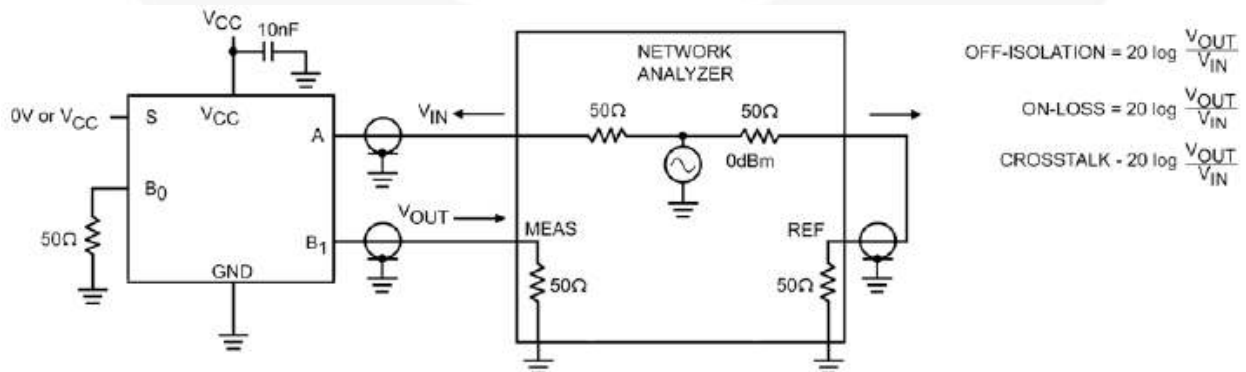 VCC
10nF
0V or VCC
S
VCC
A
B0
50Ω
B1
GND
VIN
VOUT
NETWORK
ANALYZER
50Ω
50Ω
0dBm
MEAS
REF
50Ω
50Ω
OFF-ISOLATION = 20 log VOUT/VIN
ON-LOSS = 20 log VOUT/VIN
CROSSTALK - 20 log VOUT/VIN